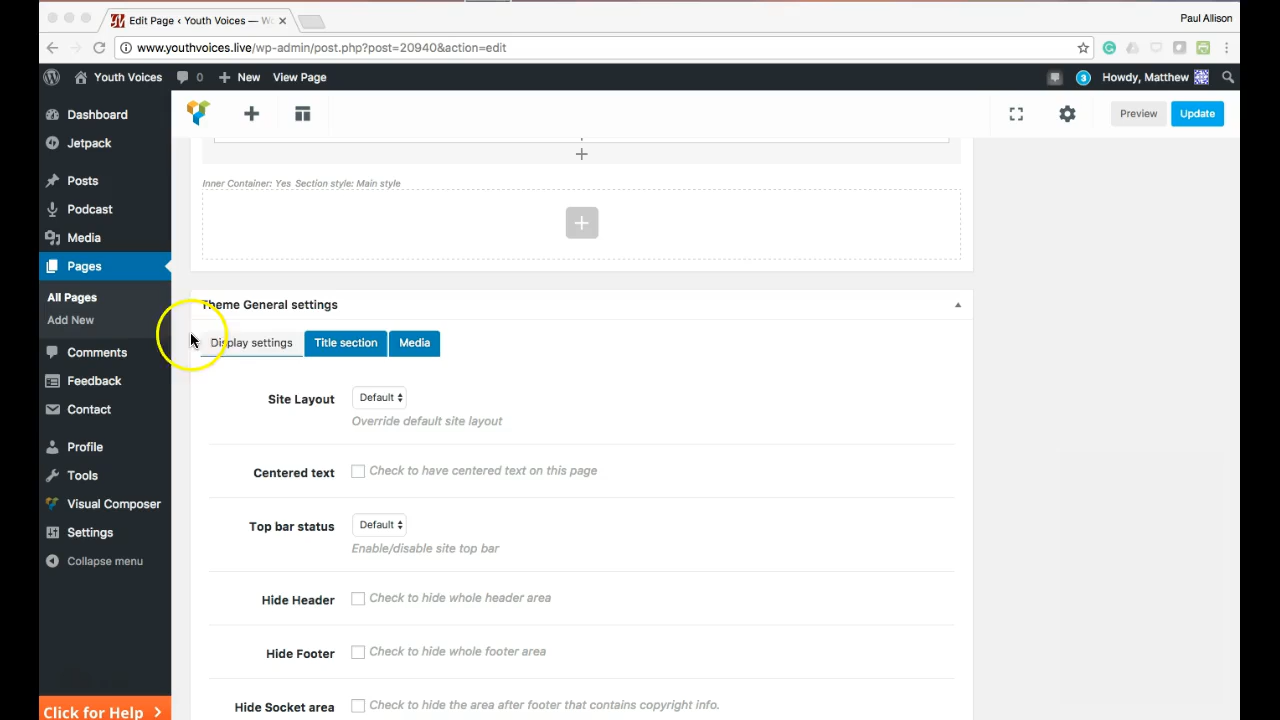 Edit Page ‹ Youth Voices — Wo
Paul Allison
www.youthvoices.live/wp-admin/post.php?post=20940&action=edit
Youth Voices 0 New View Page 3 Howdy, Matthew
Dashboard
Preview Update
Jetpack
Posts
Inner Container: Yes Section style: Main style
Podcast
Media
Pages
All Pages
Theme General settings
Add New
Display settings Title section Media
Comments
Feedback
Site Layout Default
Contact
Override default site layout
Profile
Centered text Check to have centered text on this page
Tools
Visual Composer
Top bar status Default
Settings
Enable/disable site top bar
Collapse menu
Hide Header Check to hide whole header area
Hide Footer Check to hide whole footer area
Hide Socket area Check to hide the area after footer that contains copyright info.
Click for Help >